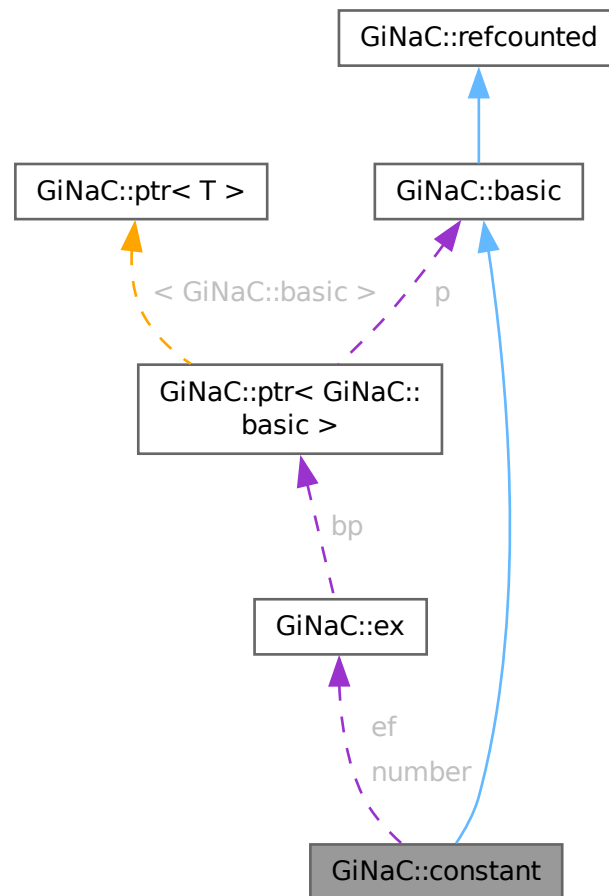 GiNaC::refcounted
GiNaC::ptr< T >
GiNaC::basic
< GiNaC::basic >
p
GiNaC::ptr< GiNaC::
basic >
bp
GiNaC::ex
ef
number
GiNaC::constant